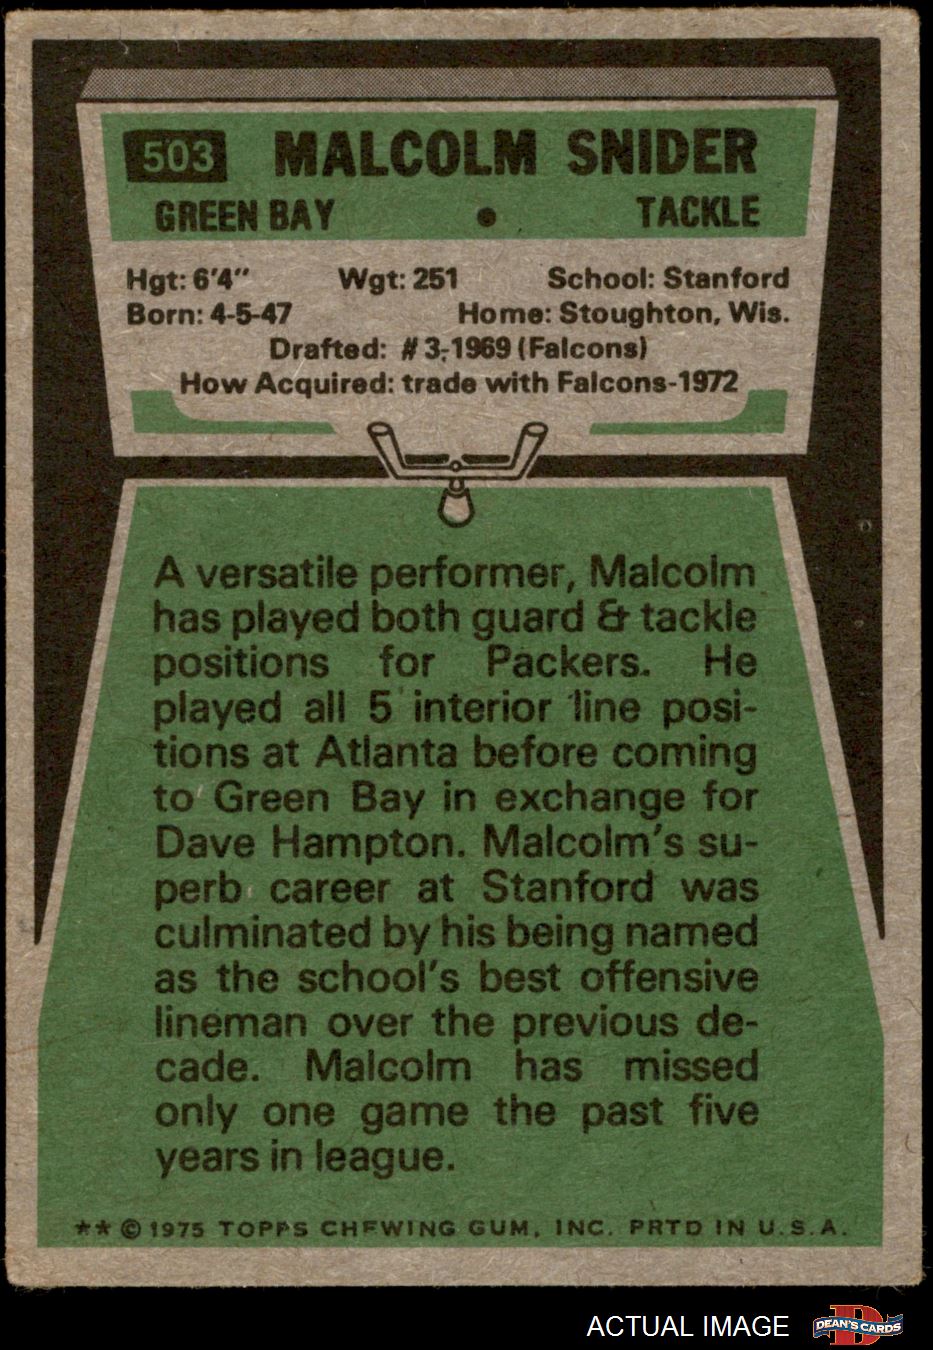 503 MALCOLM SNIDER
GREEN BAY • TACKLE
Hgt: 6'4" Wgt: 251 School: Stanford
Born: 4-5-47 Home: Stoughton, Wis.
Drafted: #3,-1969 (Falcons)
How Acquired: trade with Falcons-1972
A versatile performer, Malcolm
has played both guard & tackle
positions for Packers. He
played all 5 interior line posi-
tions at Atlanta before coming
to Green Bay in exchange for
Dave Hampton. Malcolm's su-
perb career at Stanford was
culminated by his being named
as the school's best offensive
lineman over the previous de-
cade. Malcolm has missed
only one game the past five
years in league.
** © 1975 TOPPS CHEWING GUM, INC. PRTD IN U.S.A.
ACTUAL IMAGE D DEAN'S CARDS